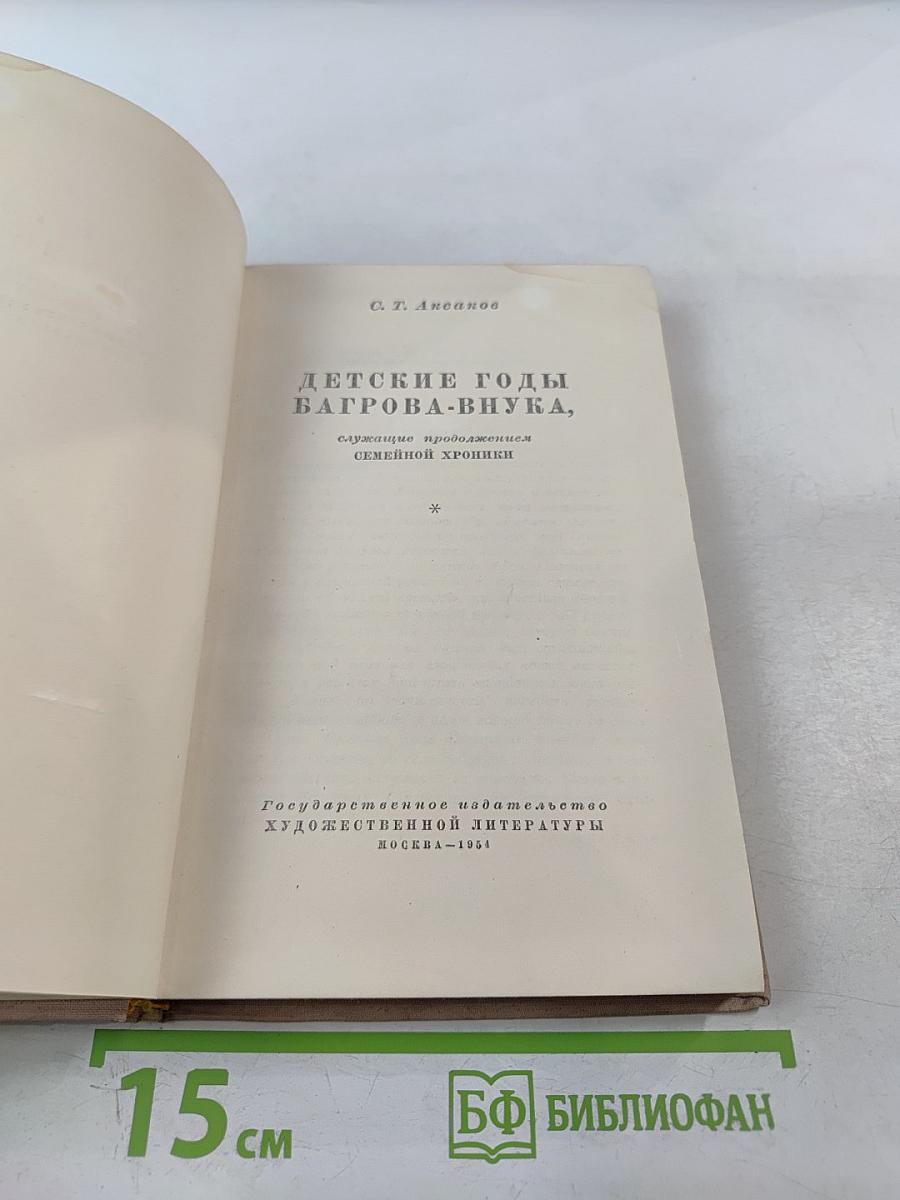 С. Т. Аксаков
ДЕТСКИЕ ГОДЫ
БАГРОВА-ВНУКА,
служащие продолжением
СЕМЕЙНОЙ ХРОНИКИ
*
Государственное издательство
ХУДОЖЕСТВЕННОЙ ЛИТЕРАТУРЫ
МОСКВА—1954
15 см
БФ БИБЛИОФАН